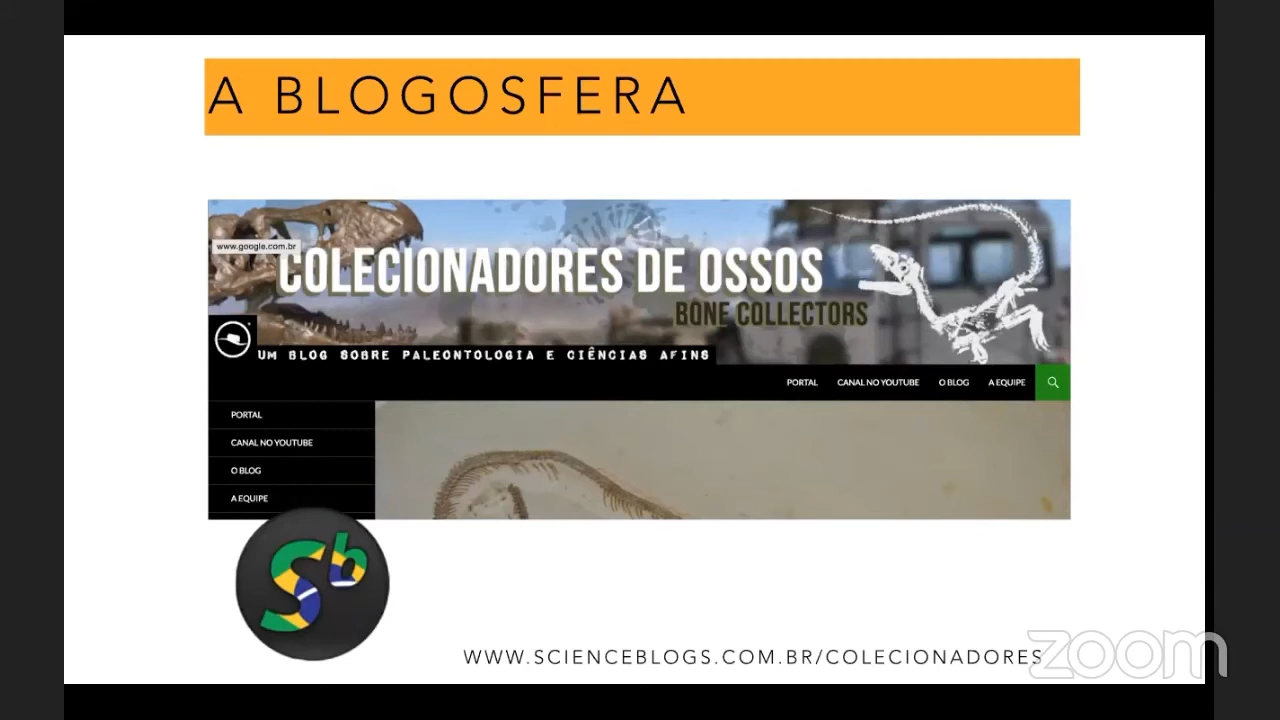 A BLOGOSFERA
www.google.com.br
COLECIONADORES DE OSSOS
BONE COLLECTORS
UM BLOG SOBRE PALEONTOLOGIA E CIÊNCIAS AFINS
PORTAL CANAL NO YOUTUBE O BLOG A EQUIPE
PORTAL
CANAL NO YOUTUBE
O BLOG
A EQUIPE
Sb
WWW.SCIENCEBLOGS.COM.BR/COLECIONADORES
zoom